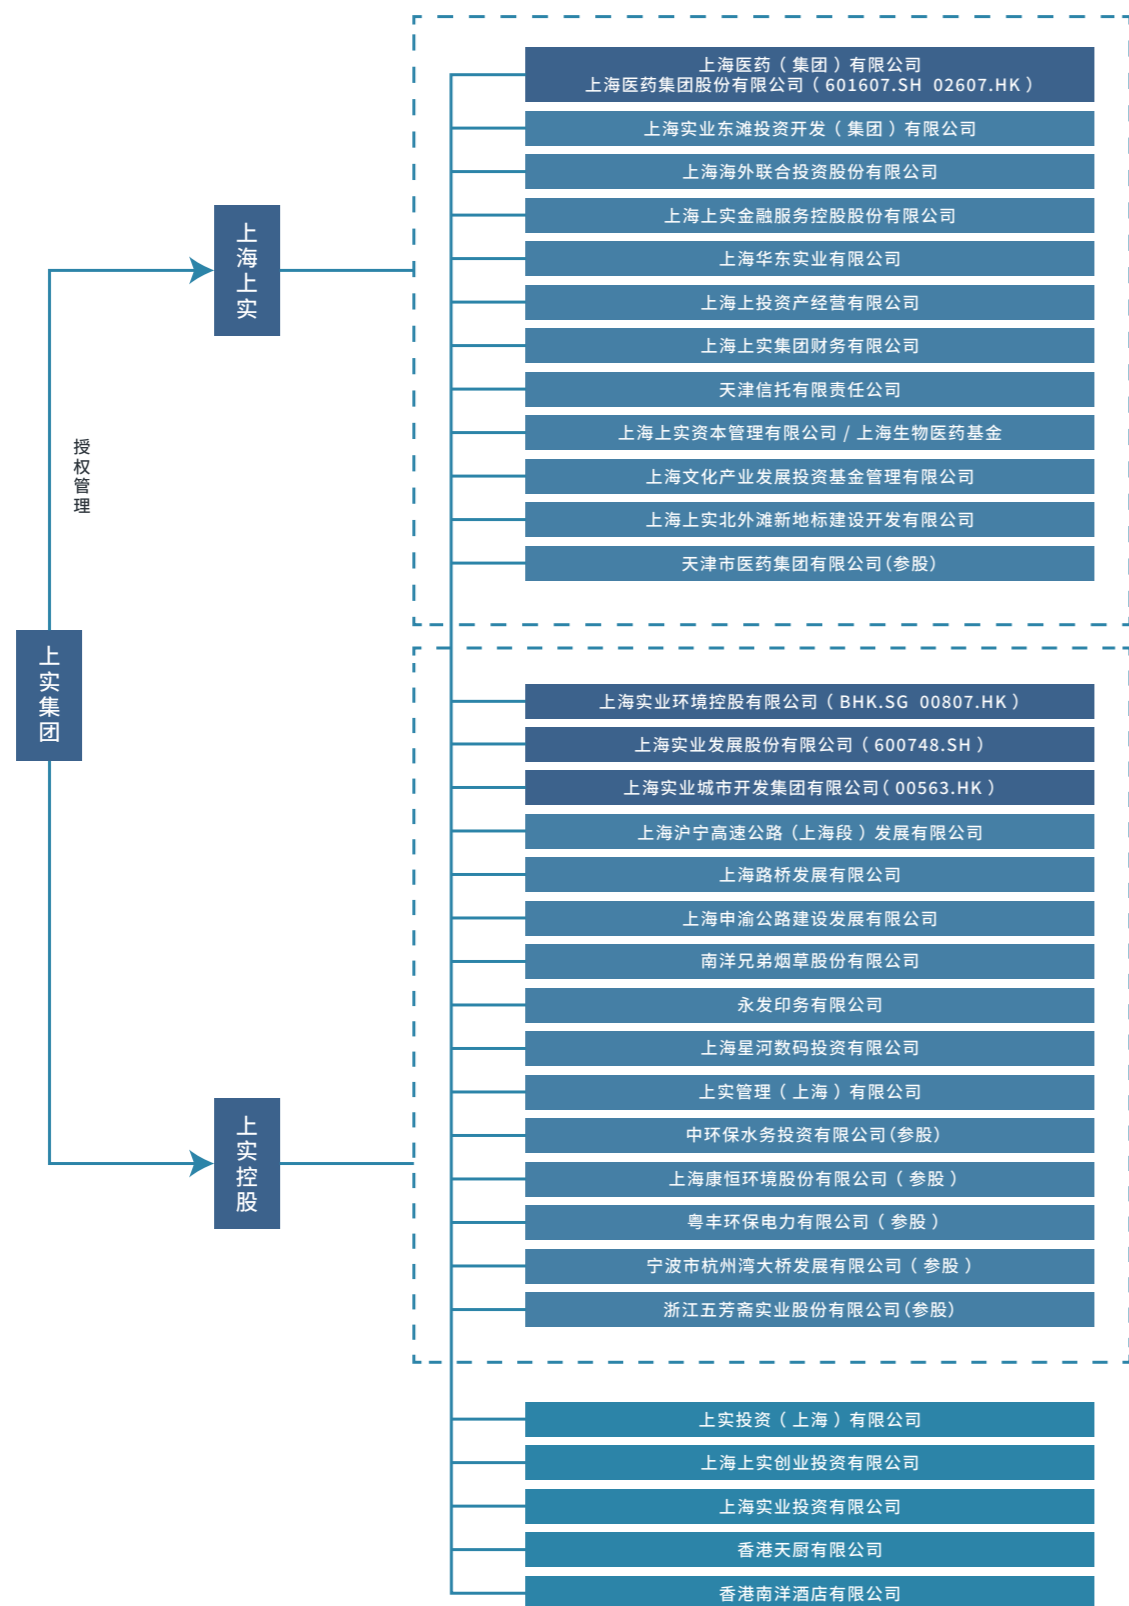 上海医药（ 集团 ）有限公司
上海医药集团股份有限公司（ 601607.SH  02607.HK ）
上海实业东滩投资开发（ 集团 ）有限公司
上海海外联合投资股份有限公司
上海上实金融服务控股股份有限公司
上海华东实业有限公司
上海上投资产经营有限公司
上海上实集团财务有限公司
天津信托有限责任公司
上海上实资本管理有限公司 / 上海生物医药基金
上海文化产业发展投资基金管理有限公司
上海上实北外滩新地标建设开发有限公司
天津市医药集团有限公司(参股)
上海上实
授权管理
上实集团
上海实业环境控股有限公司（ BHK.SG  00807.HK ）
上海实业发展股份有限公司（ 600748.SH ）
上海实业城市开发集团有限公司( 00563.HK ）
上海沪宁高速公路（上海段 ）发展有限公司
上海路桥发展有限公司
上海申渝公路建设发展有限公司
南洋兄弟烟草股份有限公司
永发印务有限公司
上海星河数码投资有限公司
上实管理（ 上海 ）有限公司
中环保水务投资有限公司(参股)
上海康恒环境股份有限公司（ 参股 ）
粤丰环保电力有限公司（ 参股 ）
宁波市杭州湾大桥发展有限公司（ 参股 ）
浙江五芳斋实业股份有限公司(参股)
上实控股
上实投资（ 上海 ）有限公司
上海上实创业投资有限公司
上海实业投资有限公司
香港天厨有限公司
香港南洋酒店有限公司